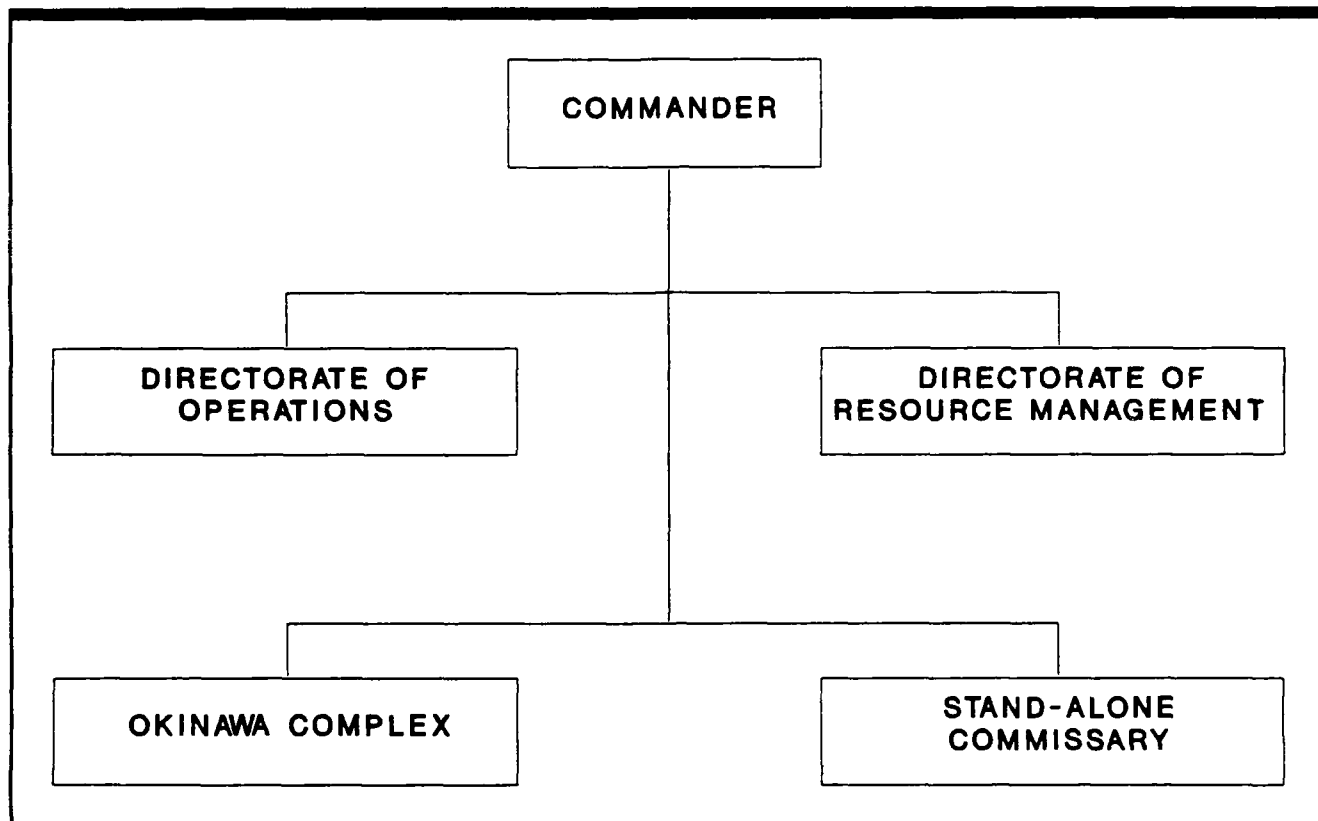 COMMANDER
DIRECTORATE OF
OPERATIONS
DIRECTORATE OF
RESOURCE MANAGEMENT
OKINAWA COMPLEX
STAND-ALONE
COMMISSARY